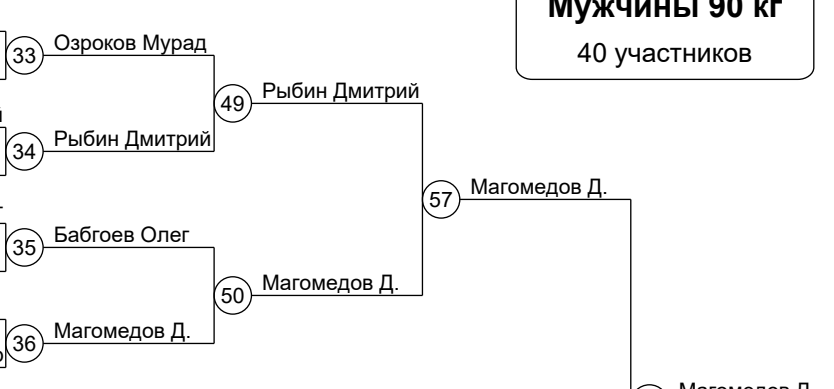 Мужчины 90 кг
40 участников
33 Озроков Мурад
49 Рыбин Дмитрий
34 Рыбин Дмитрий
57 Магомедов Д.
35 Бабгоев Олег
50 Магомедов Д.
36 Магомедов Д.
Магомедов Д